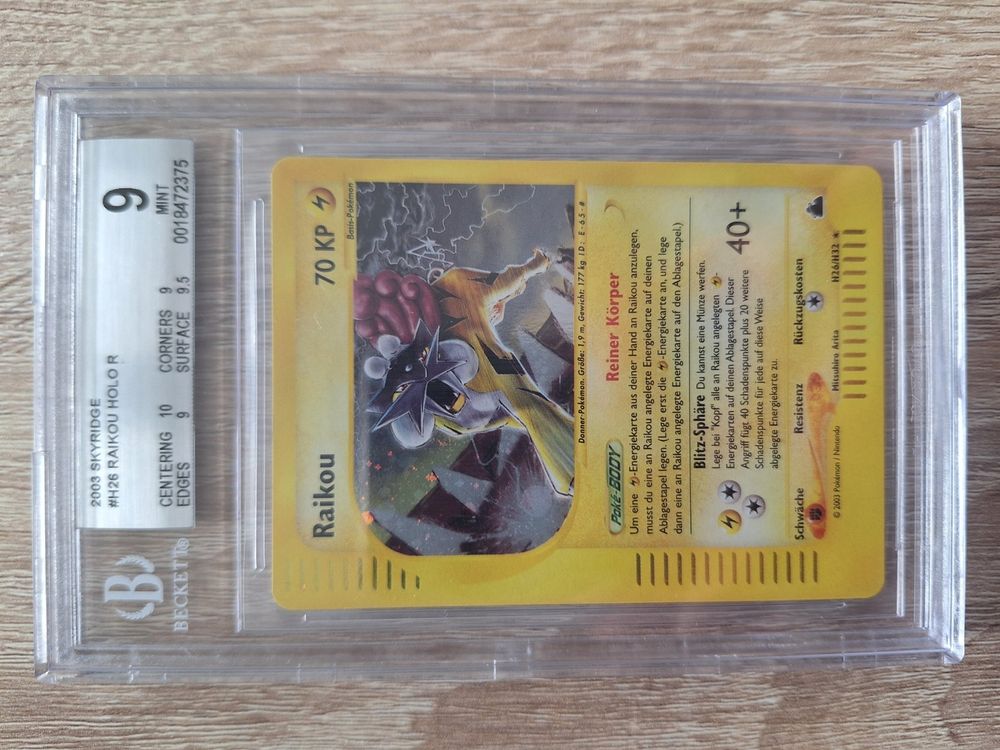 2003 SKYRIDGE
#H26 RAIKOU HOLO R
CENTERING 10 CORNERS 9
EDGES 9 SURFACE 9.5
9
MINT
0018472375
B
BECKETT®
Raikou
70 KP
Basis-Pokémon
Donner-Pokémon. Größe: 1,9 m, Gewicht: 177 kg ID: E-65-#
Poké-BODY
Reiner Körper
Um eine -Energiekarte aus deiner Hand an Raikou anzulegen,
musst du eine an Raikou angelegte Energiekarte auf deinen
Ablagestapel legen. (Lege erst die -Energiekarte an, und lege
dann eine an Raikou angelegte Energiekarte auf den Ablagestapel.)
Blitz-Sphäre Du kannst eine Münze werfen.
Lege bei "Kopf" alle an Raikou angelegten -
Energiekarten auf deinen Ablagestapel. Dieser
Angriff fügt 40 Schadenspunkte plus 20 weitere
Schadenspunkte für jede auf diese Weise
abgelegte Energiekarte zu.
40+
Schwäche
Resistenz
Rückzugskosten
© 2003 Pokémon / Nintendo
Mitsuhiro Arita
H26/H32 ★